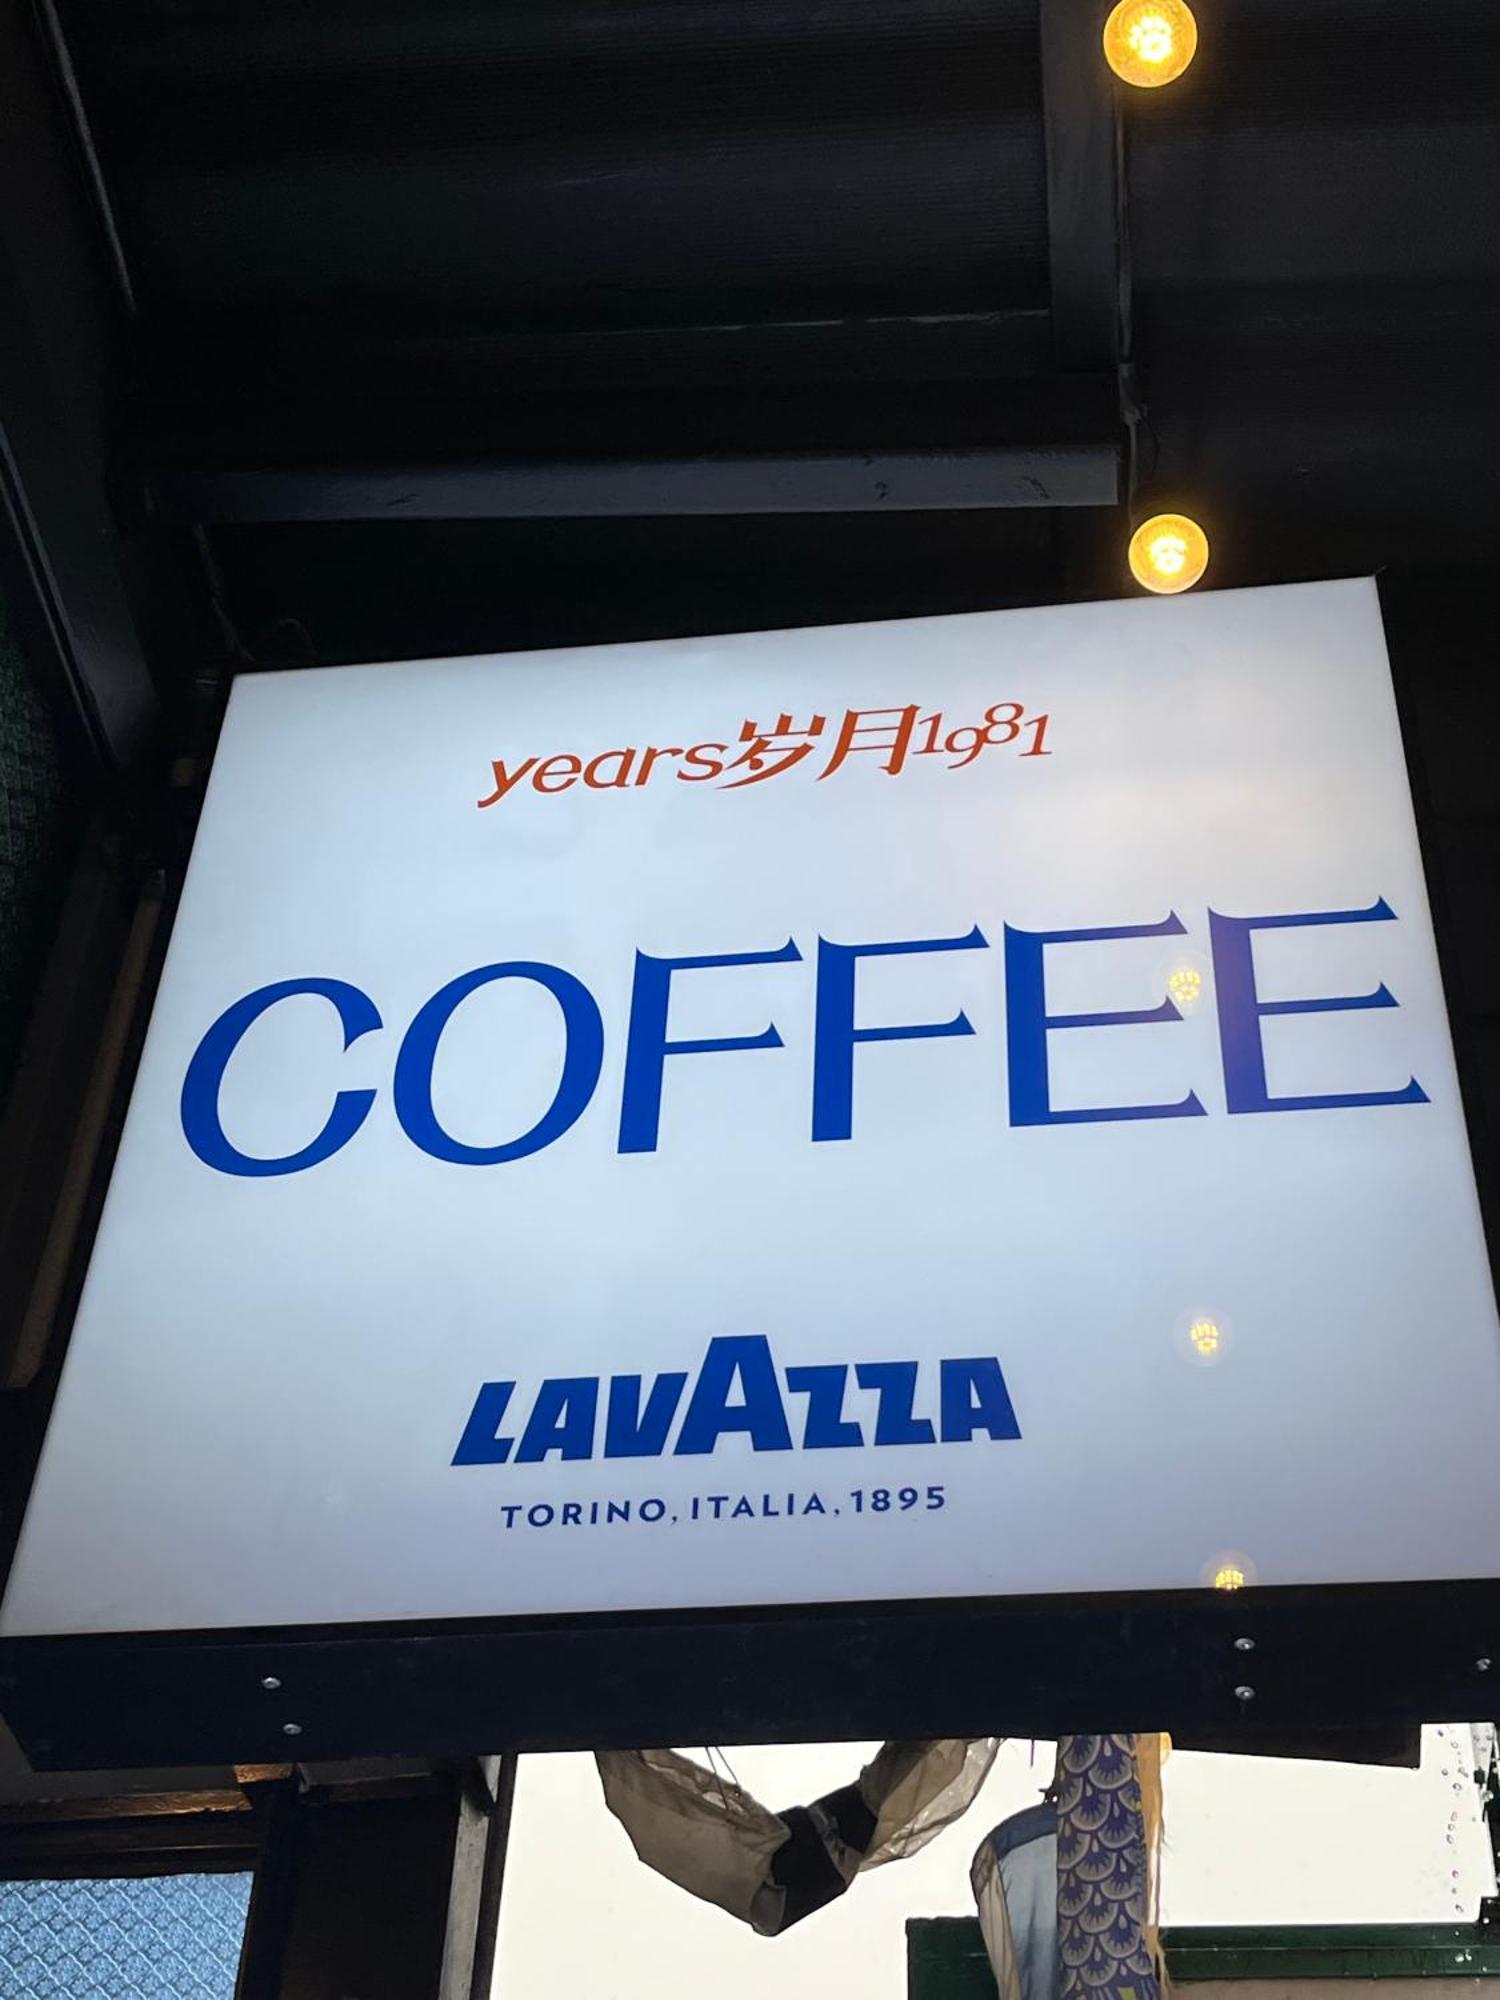 years岁月1981
COFFEE
LAVAZZA
TORINO, ITALIA, 1895